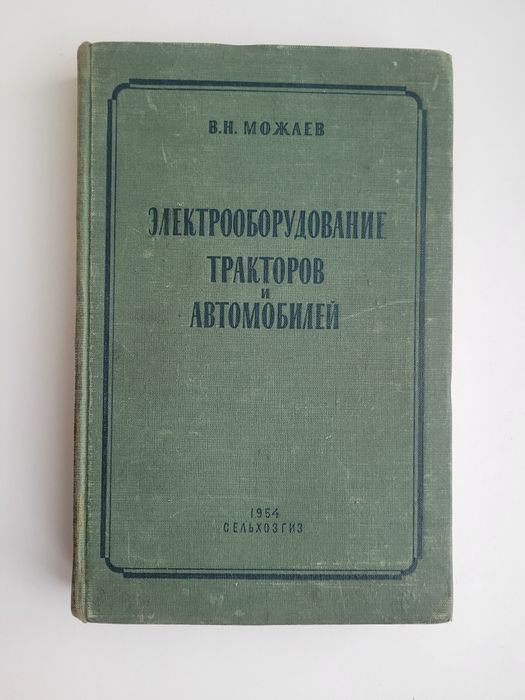 В.Н. МОЖАЕВ
ЭЛЕКТРООБОРУДОВАНИЕ
ТРАКТОРОВ
И
АВТОМОБИЛЕЙ
1954
СЕЛЬХОЗГИЗ